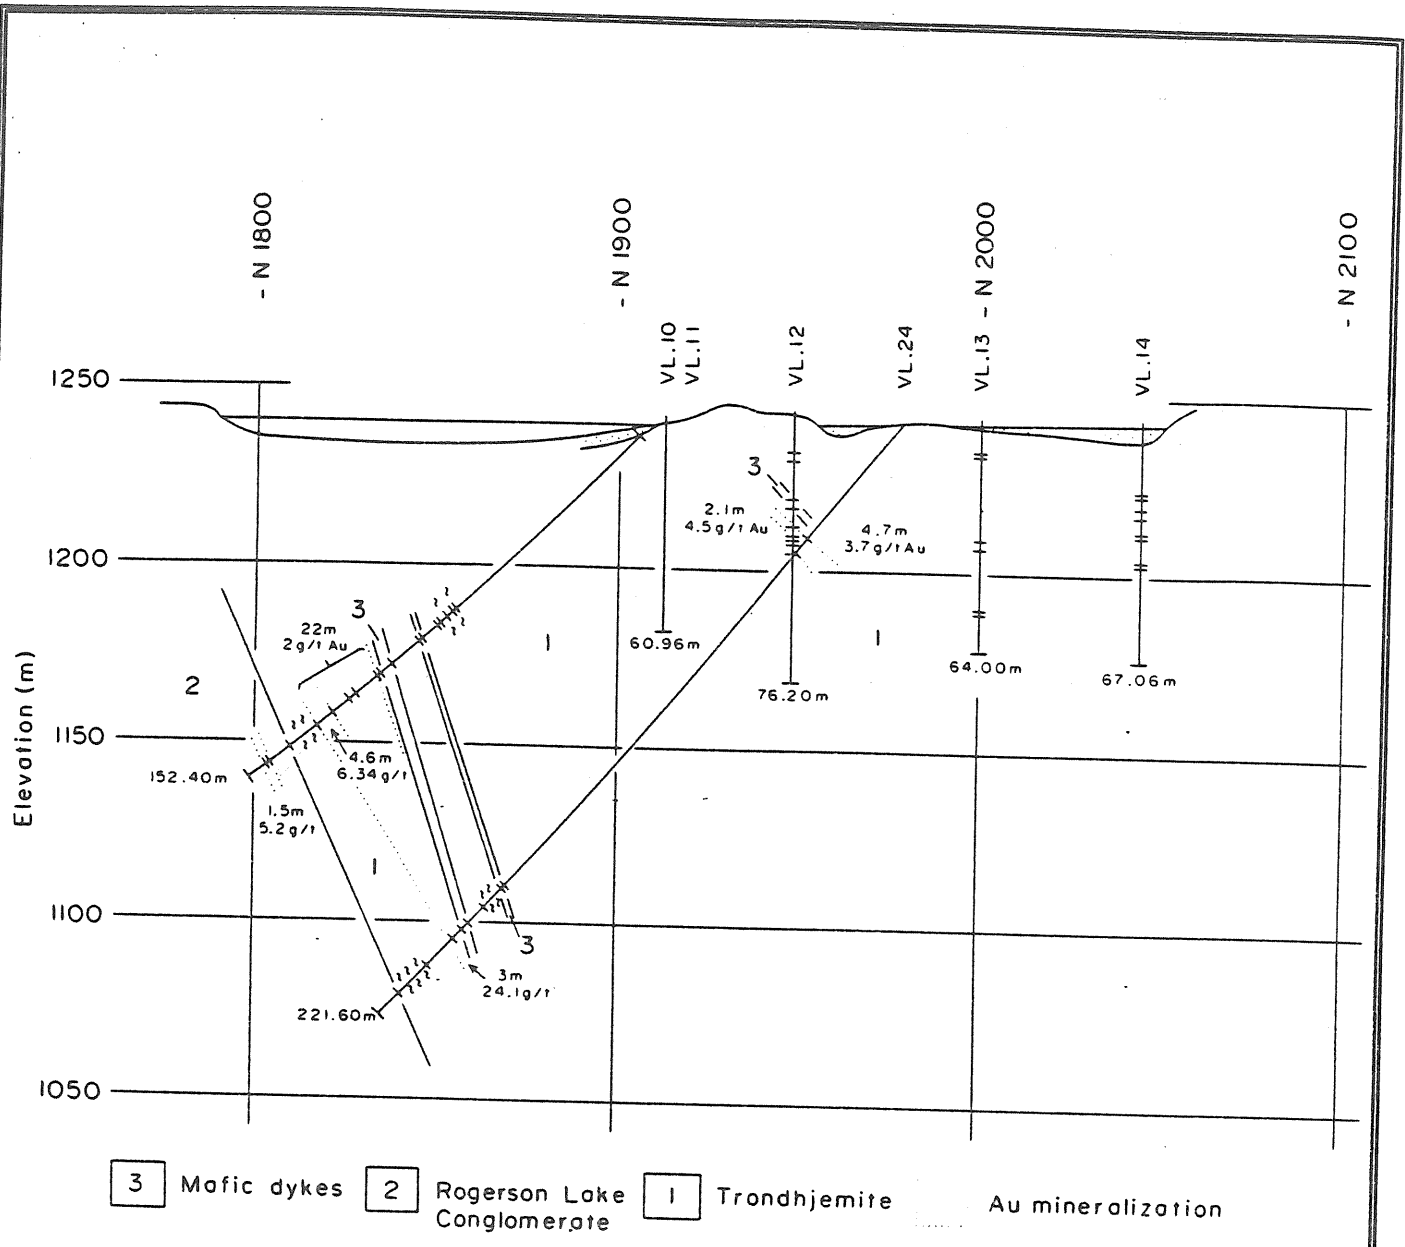 - N 1800
- N 1900
- N 2000
- N 2100
VL.10
VL.11
VL.12
VL.24
VL.13
VL.14
1250
3
2.1m
4.5g/t Au
4.7m
3.7g/t Au
1200
3
22m
2g/t Au
1
60.96m
1
64.00m
67.06m
76.20m
2
Elevation (m)
1150
4.6m
6.34g/t
152.40m
1.5m
5.2g/t
1
1100
3
3m
24.1g/t
221.60m
1050
3 Mafic dykes
2 Rogerson Lake
Conglomerate
1 Trondhjemite
Au mineralization